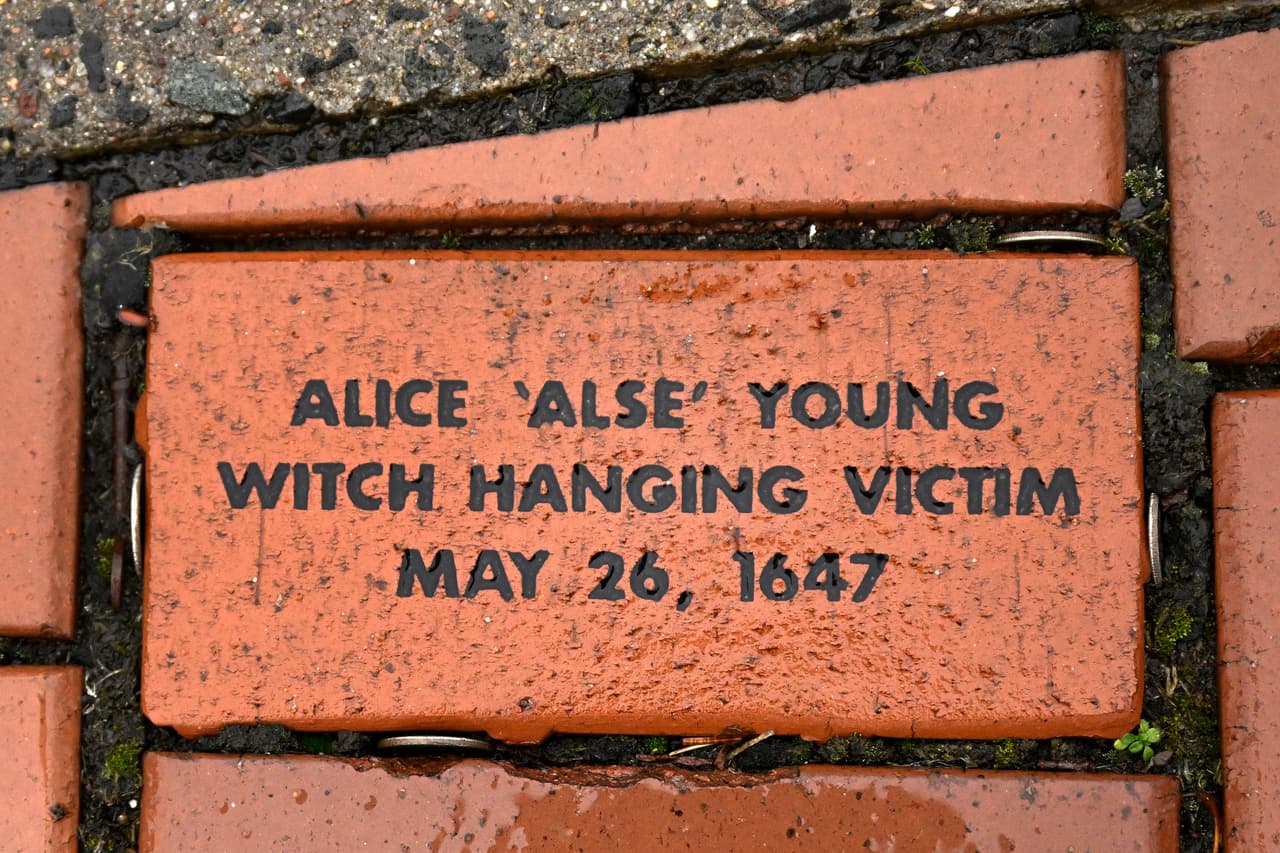 ALICE ‘ALSE’ YOUNG
WITCH HANGING VICTIM
MAY 26, 1647